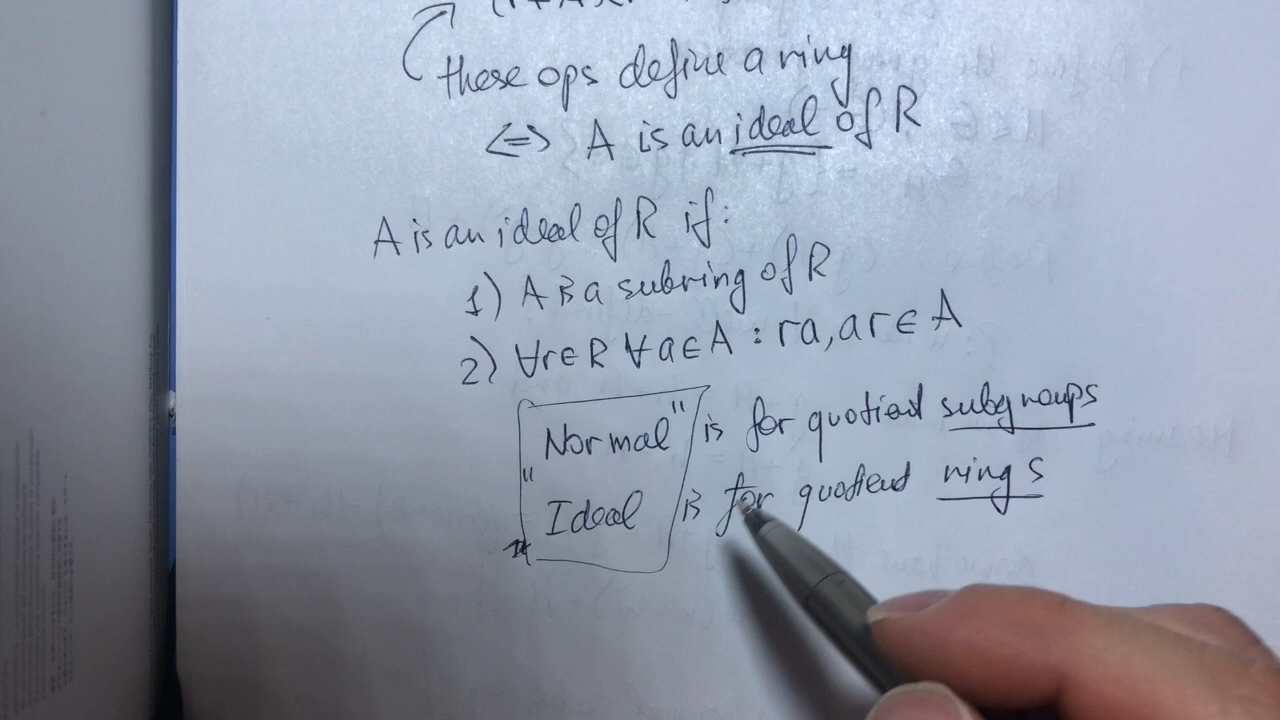 these ops define a ring
<=> A is an ideal of R
A is an ideal of R if:
1) A is a subring of R
2) ∀r∈R ∀a∈A : ra, ar ∈ A
"Normal" is for quotient subgroups
Ideal is for quotient rings